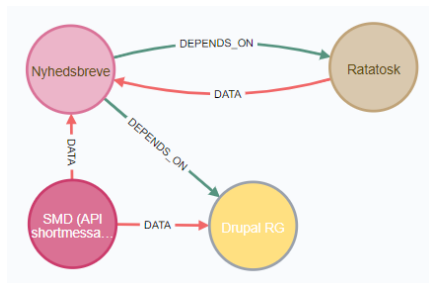 DEPENDS_ON
Nyhedsbreve
Ratatosk
DATA
DATA
DEPENDS_ON
SMD (API
shortmessa...
DATA
Drupal RG